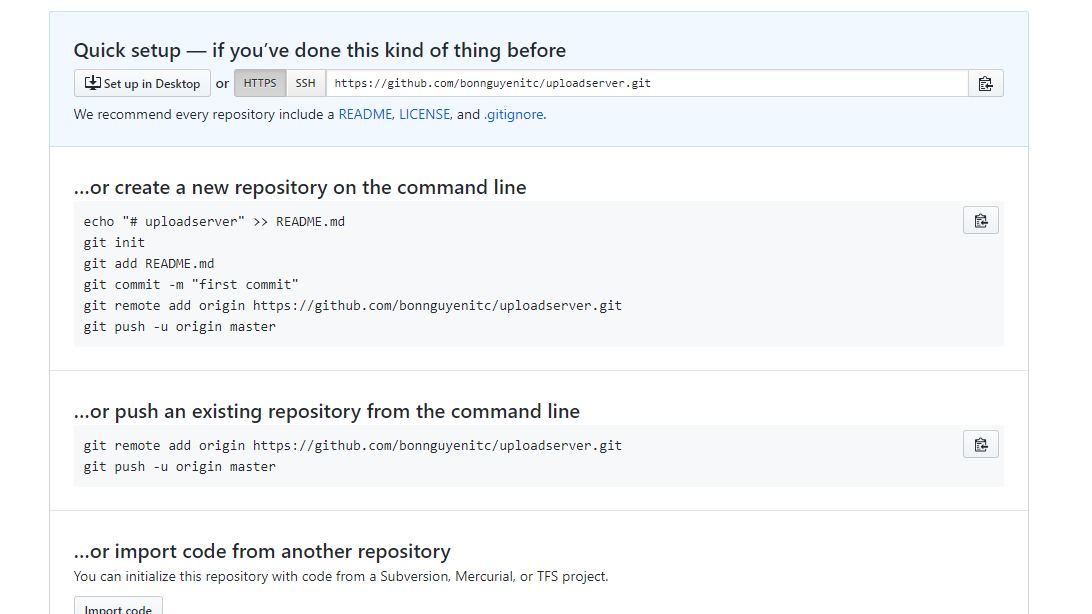 Quick setup — if you’ve done this kind of thing before
Set up in Desktop or HTTPS SSH https://github.com/bonnguyenitc/uploadserver.git
We recommend every repository include a README, LICENSE, and .gitignore.
…or create a new repository on the command line
echo "# uploadserver" >> README.md
git init
git add README.md
git commit -m "first commit"
git remote add origin https://github.com/bonnguyenitc/uploadserver.git
git push -u origin master
…or push an existing repository from the command line
git remote add origin https://github.com/bonnguyenitc/uploadserver.git
git push -u origin master
…or import code from another repository
You can initialize this repository with code from a Subversion, Mercurial, or TFS project.
Import code